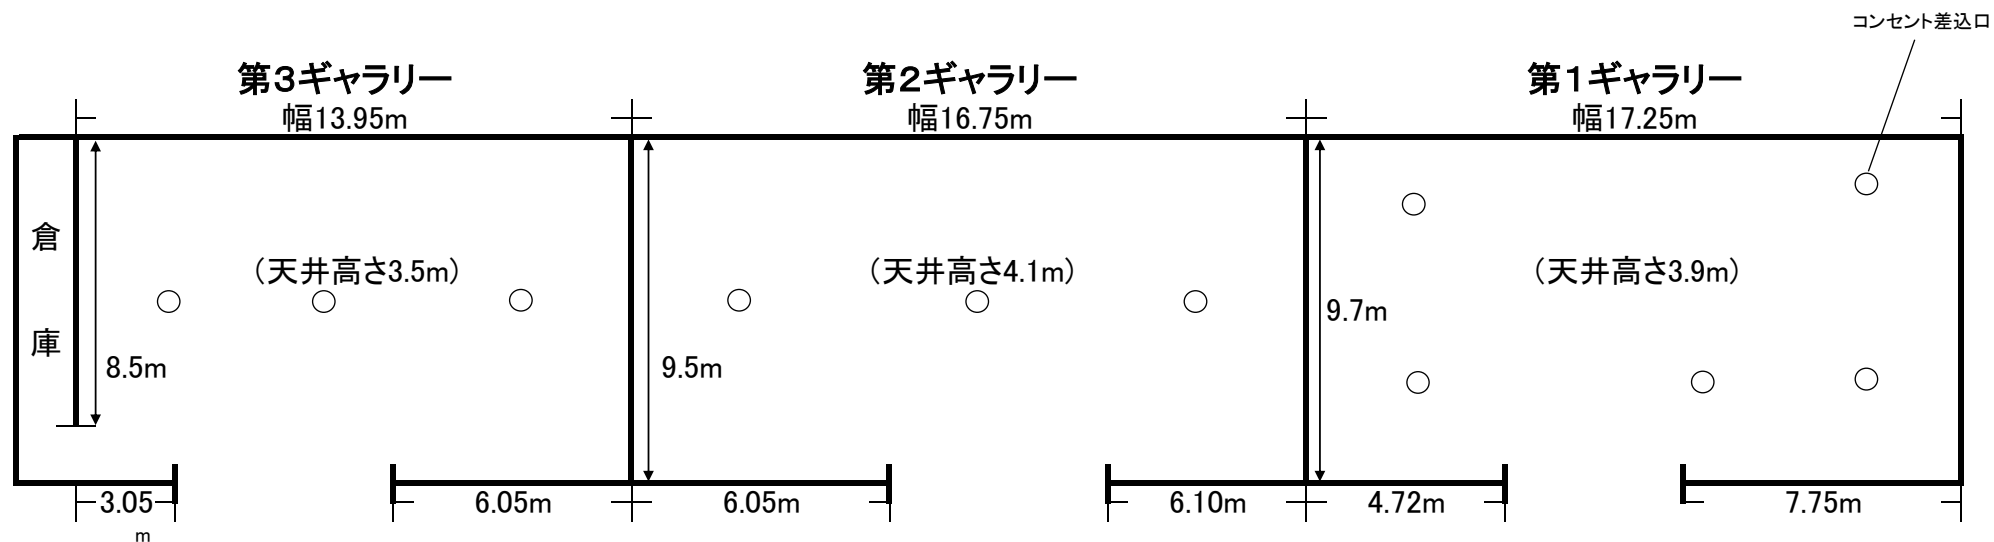 コンセント差込口
第３ギャラリー
幅13.95m
第２ギャラリー
幅16.75m
第１ギャラリー
幅17.25m
倉
庫
（天井高さ3.5m）
（天井高さ4.1m）
（天井高さ3.9m）
8.5m
9.5m
9.7m
3.05
m
6.05m
6.05m
6.10m
4.72m
7.75m